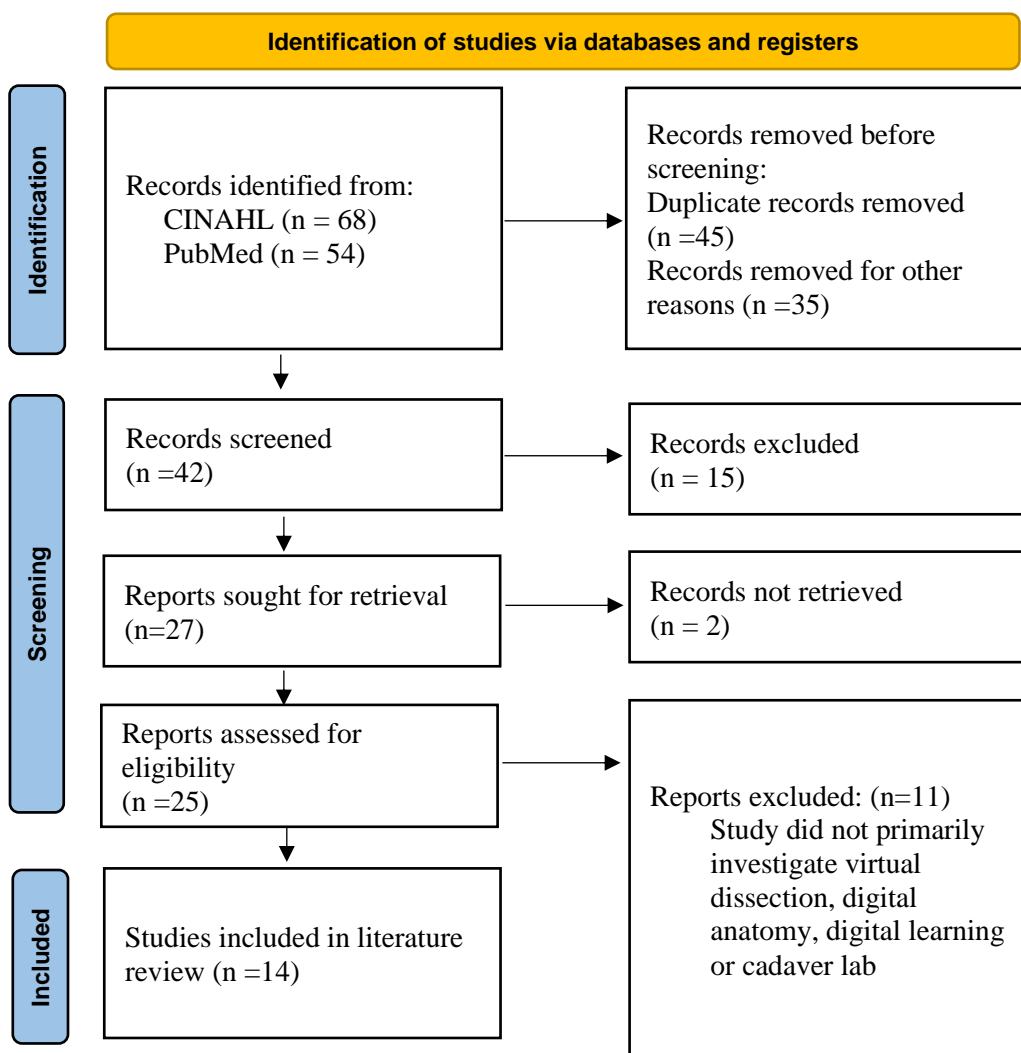 Identification of studies via databases and registers
Identification
Records identified from:
CINAHL (n = 68)
PubMed (n = 54)
Records removed before
screening:
Duplicate records removed
(n =45)
Records removed for other
reasons (n =35)
Screening
Records screened
(n =42)
Records excluded
(n = 15)
Reports sought for retrieval
(n=27)
Records not retrieved
(n = 2)
Reports assessed for
eligibility
(n =25)
Reports excluded: (n=11)
Study did not primarily
investigate virtual
dissection, digital
anatomy, digital learning
or cadaver lab
Included
Studies included in literature
review (n =14)